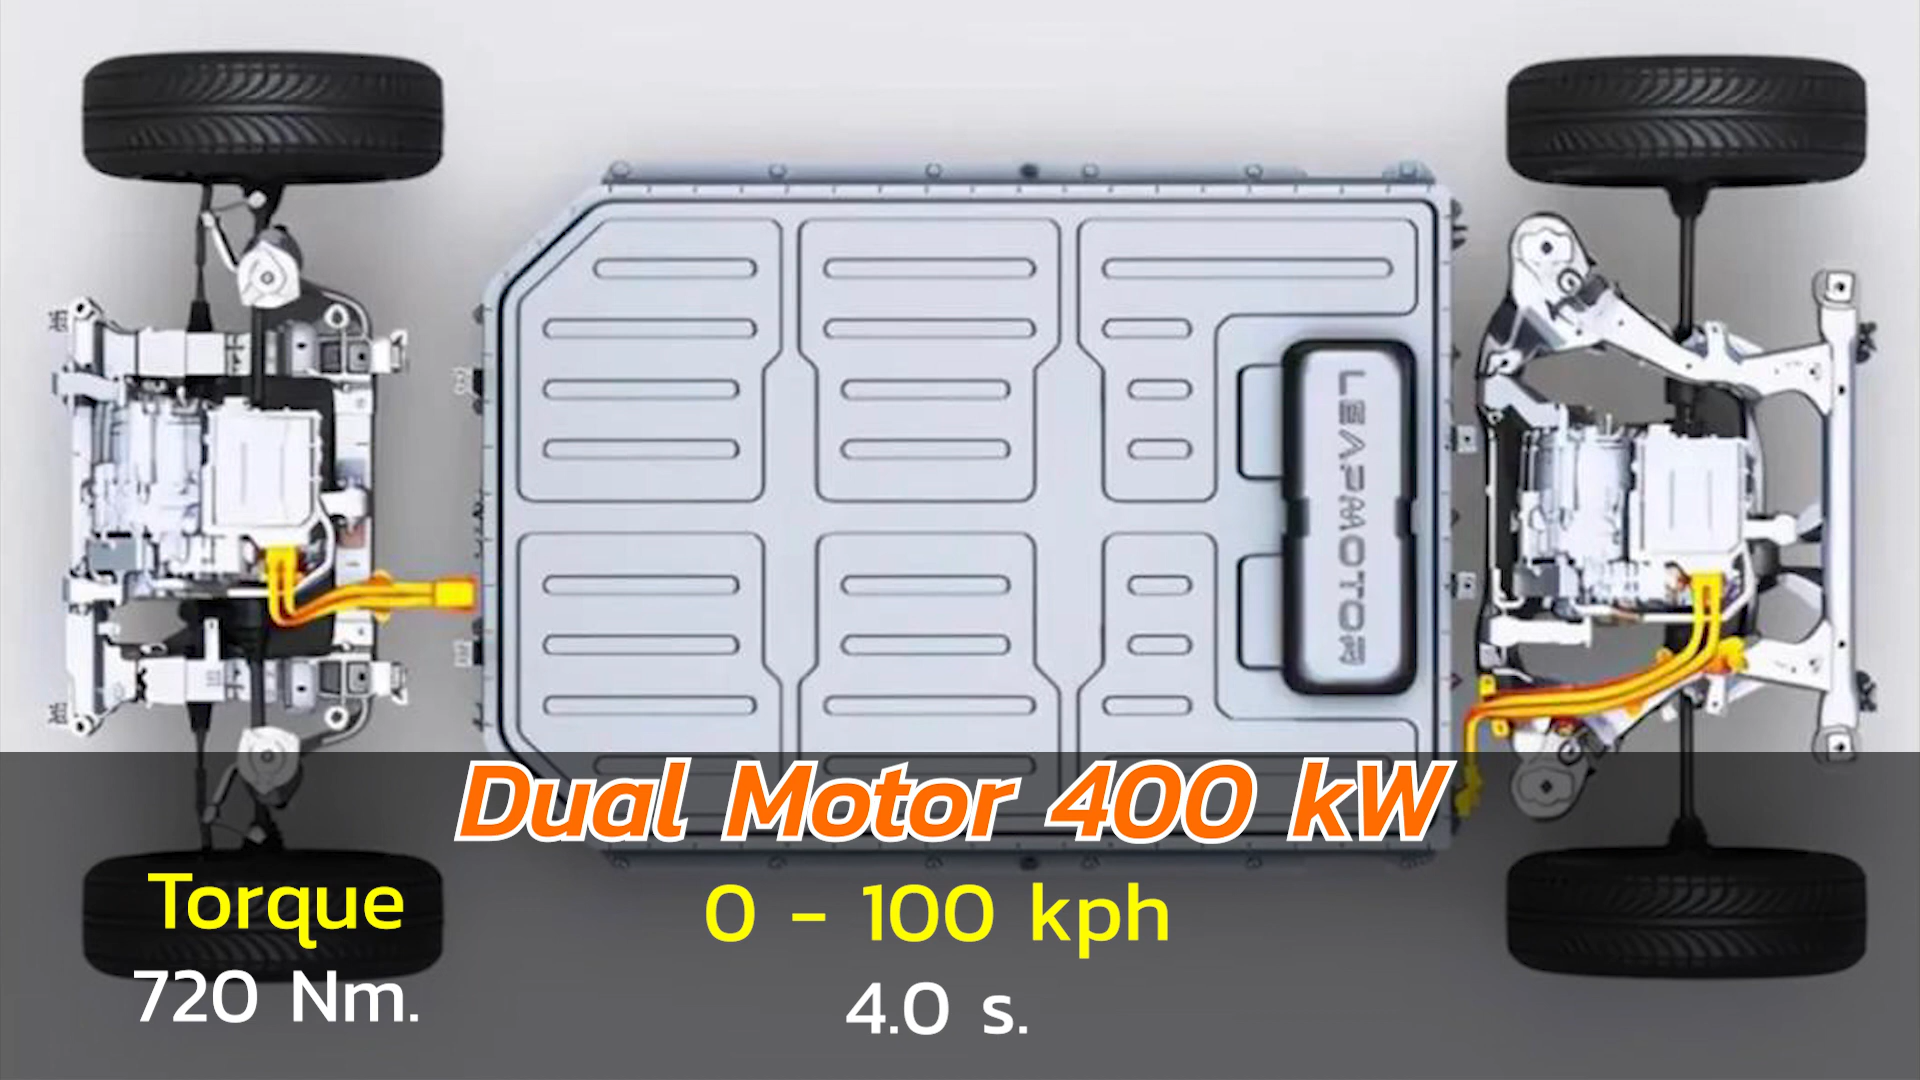 LEAPMOTOR
Dual Motor 400 kW
Torque
720 Nm.
0 - 100 kph
4.0 s.